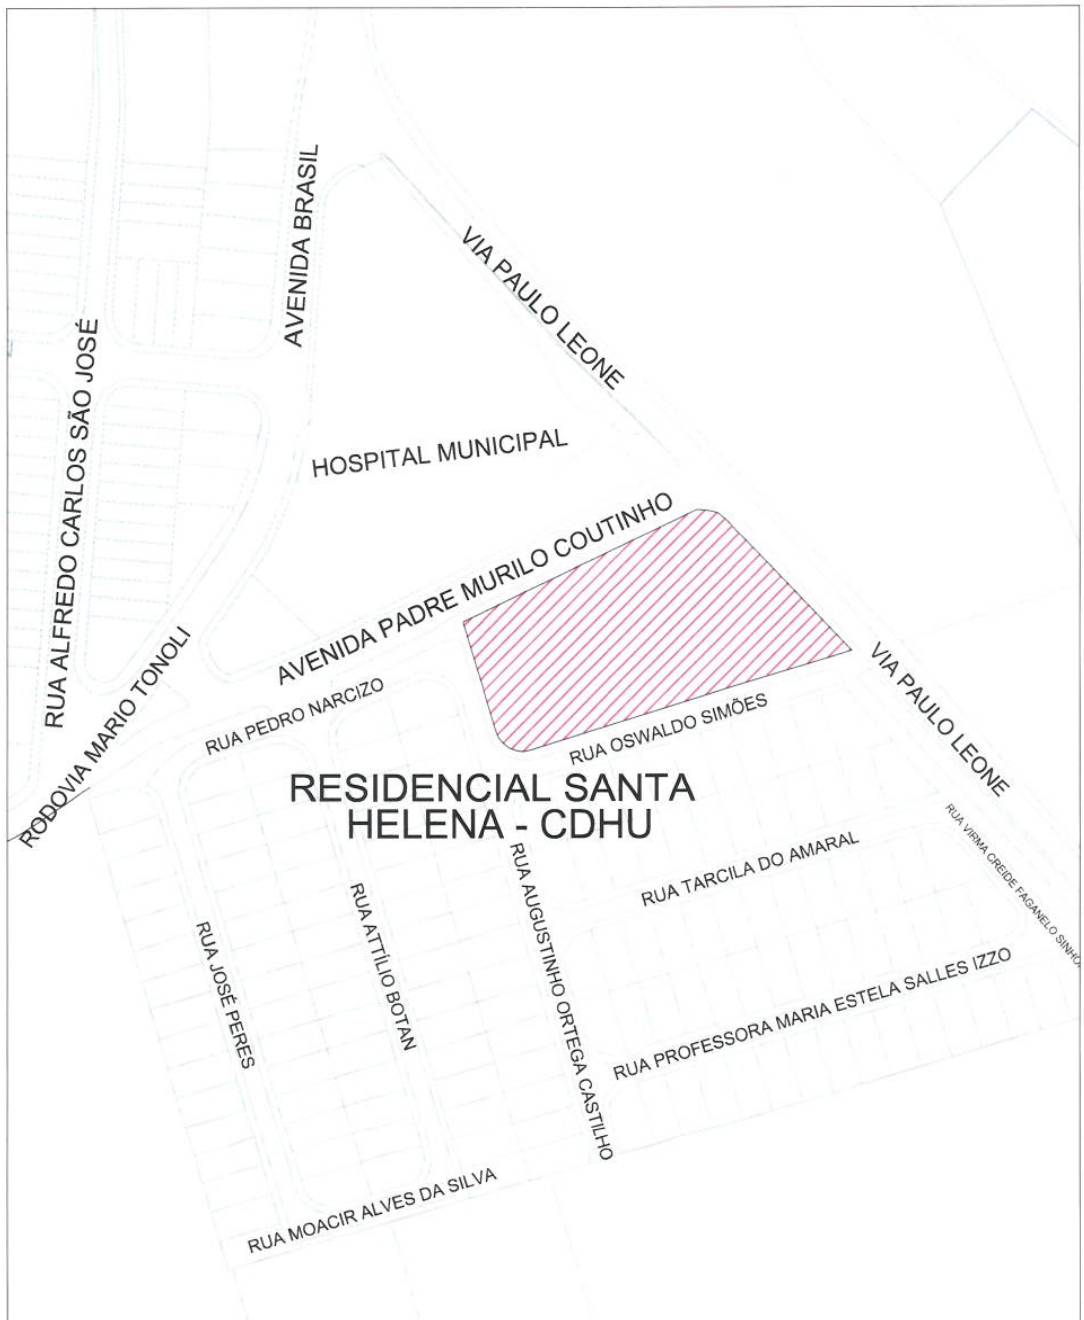 AVENIDA BRASIL
VIA PAULO LEONE
RUA ALFREDO CARLOS SÃO JOSÉ
HOSPITAL MUNICIPAL
AVENIDA PADRE MURILO COUTINHO
RODOVIA MARIO TONOLI
RUA PEDRO NARCIZO
RUA OSWALDO SIMÕES
VIA PAULO LEONE
RESIDENCIAL SANTA
HELENA - CDHU
RUA VIRMA CREIDE FAGANELO SINHO
RUA TARCILA DO AMARAL
RUA AUGUSTINHO ORTEGA CASTILHO
RUA ATTÍLIO BOTAN
RUA JOSÉ PERES
RUA PROFESSORA MARIA ESTELA SALLES IZZO
RUA MOACIR ALVES DA SILVA